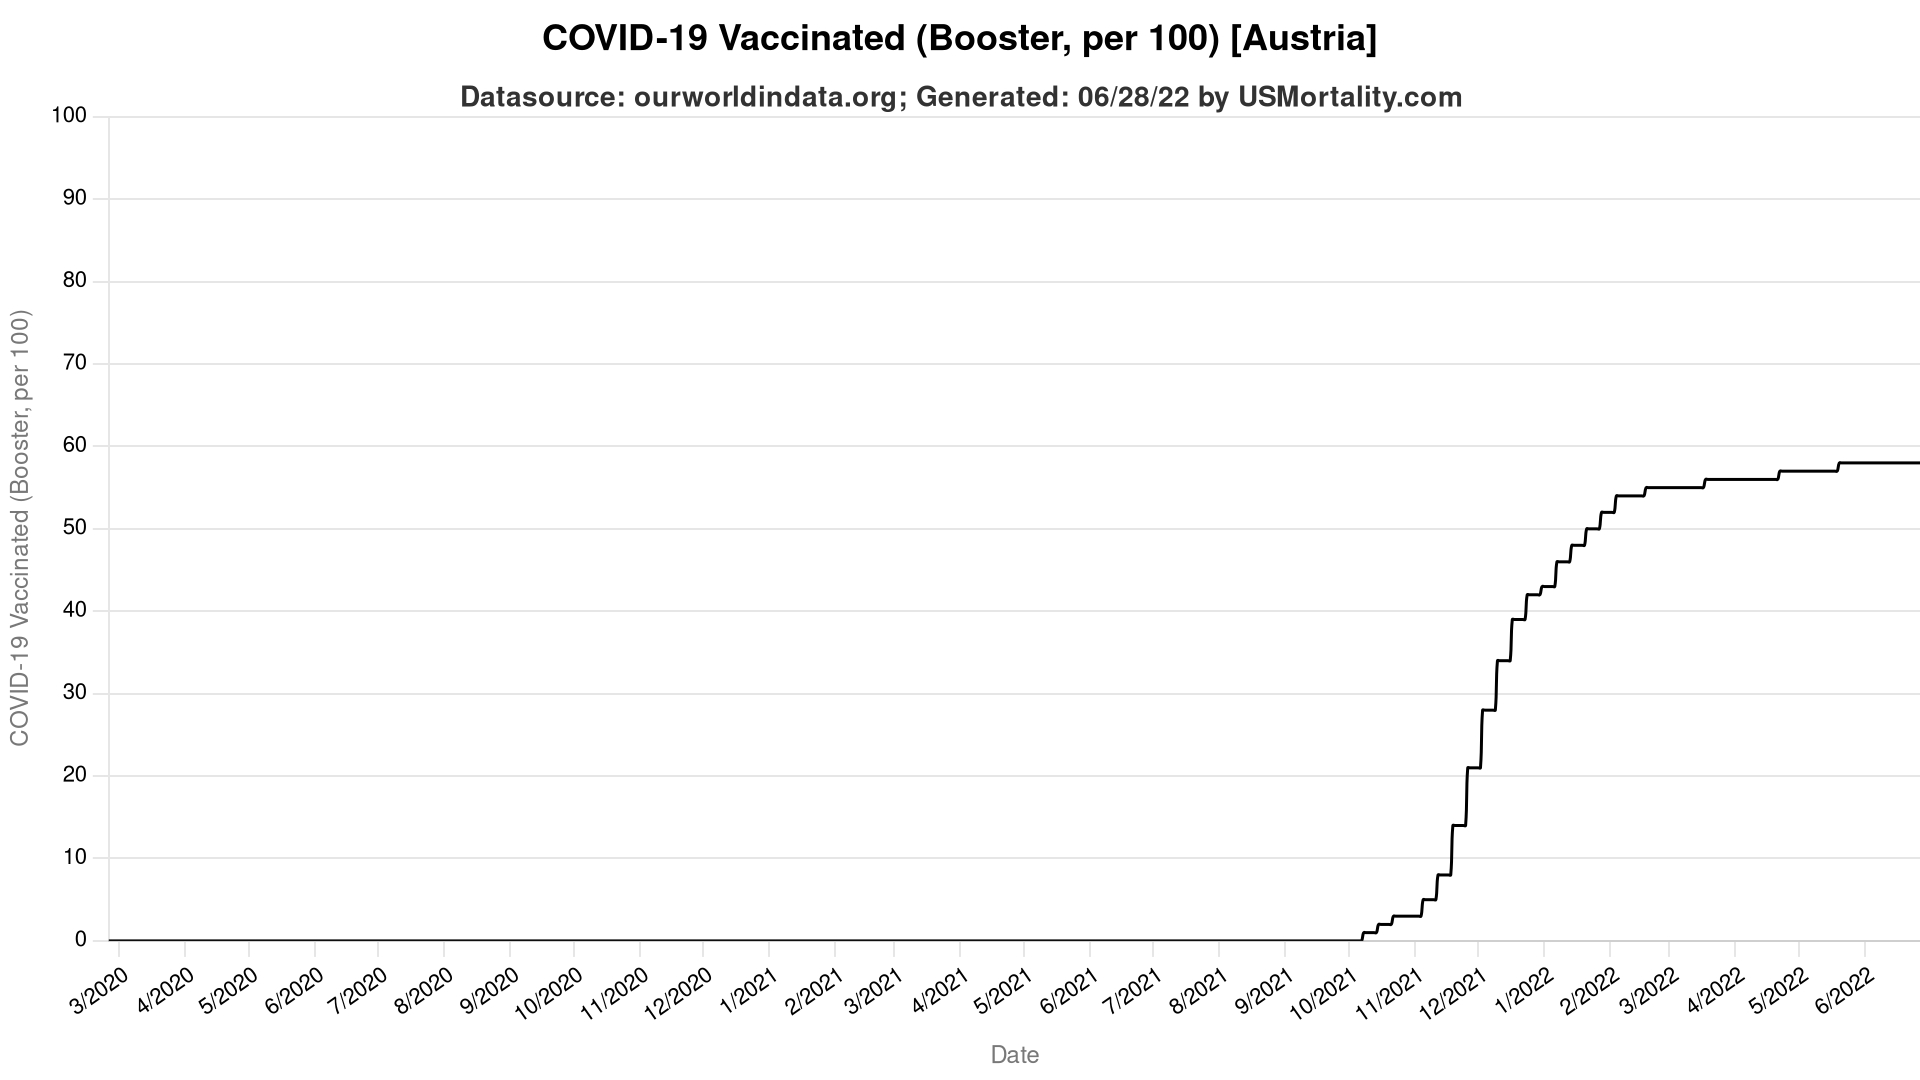 COVID-19 Vaccinated (Booster, per 100) [Austria]
Datasource: ourworldindata.org; Generated: 06/28/22 by USMortality.com
COVID-19 Vaccinated (Booster, per 100)
100
90
80
70
60
50
40
30
20
10
0
3/2020 4/2020 5/2020 6/2020 7/2020 8/2020 9/2020 10/2020 11/2020 12/2020 1/2021 2/2021 3/2021 4/2021 5/2021 6/2021 7/2021 8/2021 9/2021 10/2021 11/2021 12/2021 1/2022 2/2022 3/2022 4/2022 5/2022 6/2022
Date